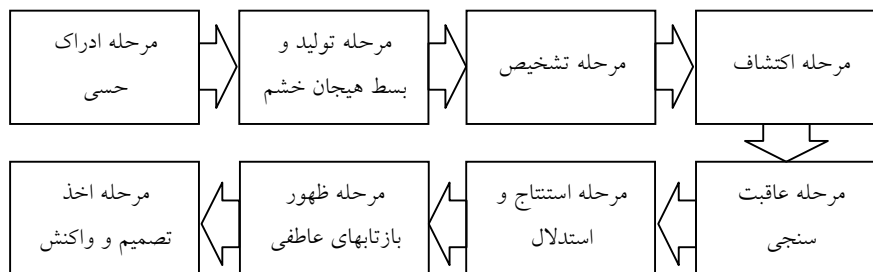 مرحله ادراک
حسی
مرحله تولید و
بسط هیجان خشم
مرحله تشخیص
مرحله اکتشاف
مرحله عاقبت
سنجی
مرحله استنتاج و
استدلال
مرحله ظهور
بازتابهای عاطفی
مرحله اخذ
تصمیم و واکنش